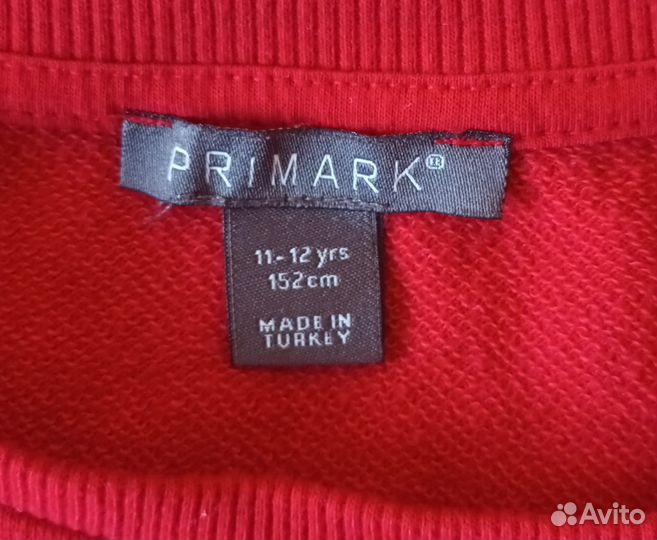 PRIMARK®
11-12 yrs
152cm
MADE IN
TURKEY
Avito